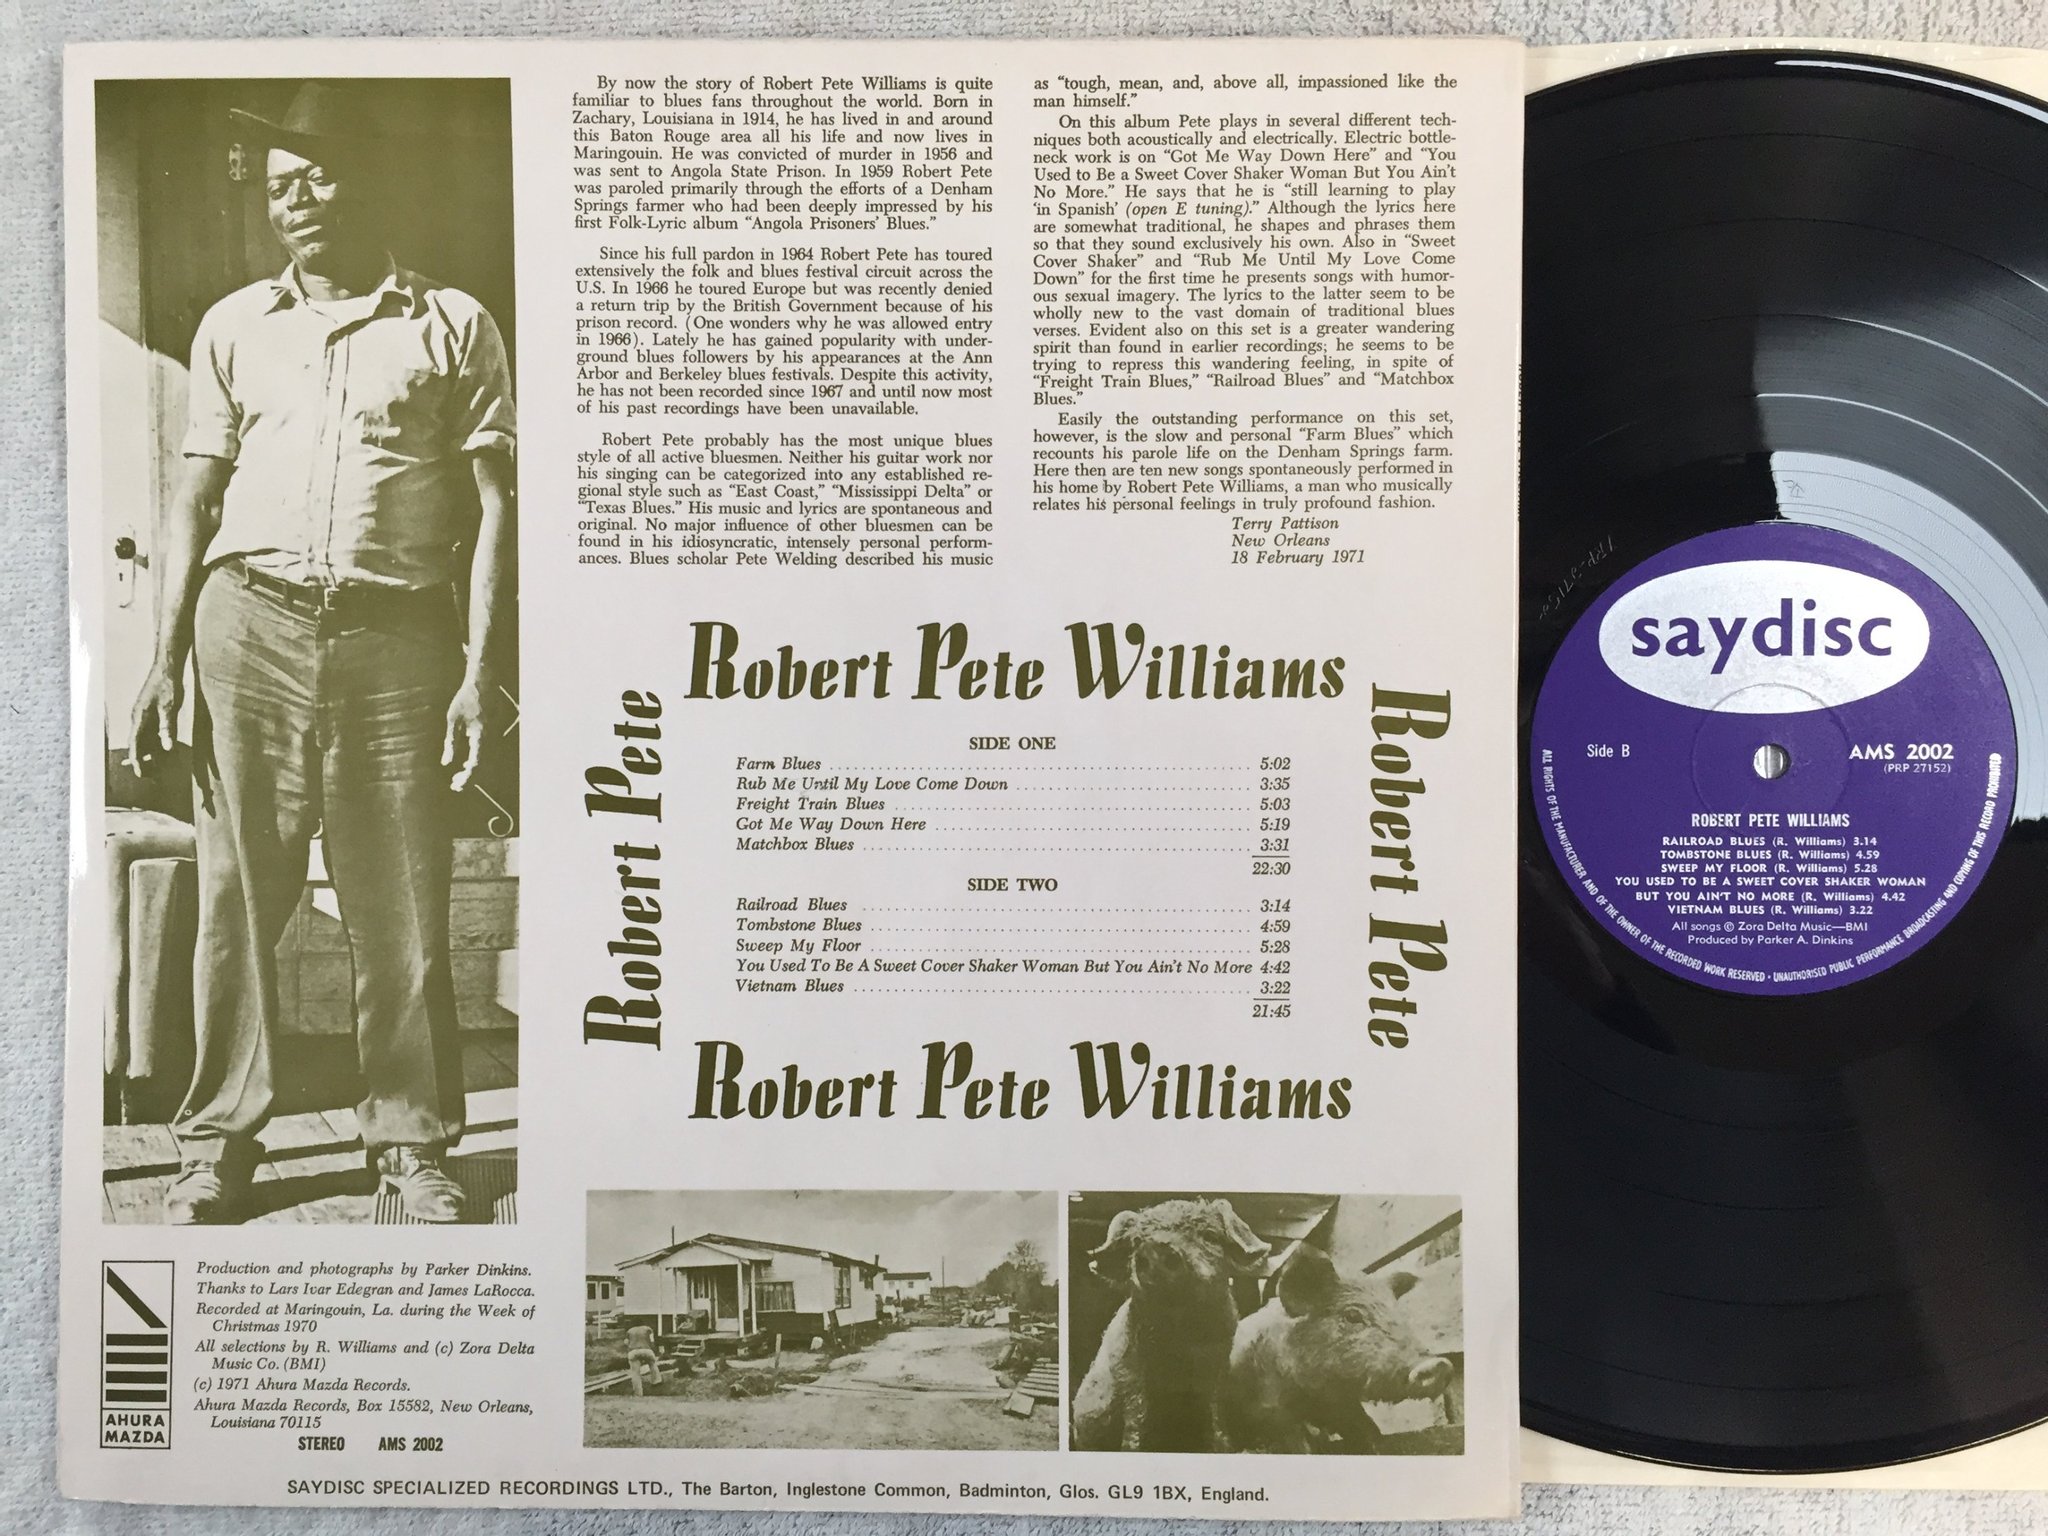 By now the story of Robert Pete Williams is quite
familiar to blues fans throughout the world. Born in
Zachary, Louisiana in 1914, he has lived in and around
this Baton Rouge area all his life and now lives in
Maringouin. He was convicted of murder in 1956 and
was sent to Angola State Prison. In 1959 Robert Pete
was paroled primarily through the efforts of a Denham
Springs farmer who had been deeply impressed by his
first Folk-Lyric album “Angola Prisoners’ Blues.”
Since his full pardon in 1964 Robert Pete has toured
extensively the folk and blues festival circuit across the
U.S. In 1966 he toured Europe but was recently denied
a return trip by the British Government because of his
prison record. (One wonders why he was allowed entry
in 1966). Lately he has gained popularity with under-
ground blues followers by his appearances at the Ann
Arbor and Berkeley blues festivals. Despite this activity,
he has not been recorded since 1967 and until now most
of his past recordings have been unavailable.
Robert Pete probably has the most unique blues
style of all active bluesmen. Neither his guitar work nor
his singing can be categorized into any established re-
gional style such as “East Coast,” “Mississippi Delta” or
“Texas Blues.” His music and lyrics are spontaneous and
original. No major influence of other bluesmen can be
found in his idiosyncratic, intensely personal perform-
ances. Blues scholar Pete Welding described his music
as “tough, mean, and, above all, impassioned like the
man himself.”
On this album Pete plays in several different tech-
niques both acoustically and electrically. Electric bottle-
neck work is on “Got Me Way Down Here” and “You
Used to Be a Sweet Cover Shaker Woman But You Ain’t
No More.” He says that he is “still learning to play
‘in Spanish’ (open E tuning).” Although the lyrics here
are somewhat traditional, he shapes and phrases them
so that they sound exclusively his own. Also in “Sweet
Cover Shaker” and “Rub Me Until My Love Come
Down” for the first time he presents songs with humor-
ous sexual imagery. The lyrics to the latter seem to be
wholly new to the vast domain of traditional blues
verses. Evident also on this set is a greater wandering
spirit than found in earlier recordings; he seems to be
trying to repress this wandering feeling, in spite of
“Freight Train Blues,” “Railroad Blues” and “Matchbox
Blues.”
Easily the outstanding performance on this set,
however, is the slow and personal “Farm Blues” which
recounts his parole life on the Denham Springs farm.
Here then are ten new songs spontaneously performed in
his home by Robert Pete Williams, a man who musically
relates his personal feelings in truly profound fashion.
Terry Pattison
New Orleans
18 February 1971
Robert Pete Williams
Robert Pete
Robert Pete
SIDE ONE
Farm Blues 5:02
Rub Me Until My Love Come Down 3:35
Freight Train Blues 5:03
Got Me Way Down Here 5:19
Matchbox Blues 3:31
22:30
SIDE TWO
Railroad Blues 3:14
Tombstone Blues 4:59
Sweep My Floor 5:28
You Used To Be A Sweet Cover Shaker Woman But You Ain’t No More 4:42
Vietnam Blues 3:22
21:45
Robert Pete Williams
Production and photographs by Parker Dinkins.
Thanks to Lars Ivar Edegran and James LaRocca.
Recorded at Maringouin, La. during the Week of
Christmas 1970
All selections by R. Williams and (c) Zora Delta
Music Co. (BMI)
(c) 1971 Ahura Mazda Records.
Ahura Mazda Records, Box 15582, New Orleans,
Louisiana 70115
AHURA
MAZDA
STEREO AMS 2002
SAYDISC SPECIALIZED RECORDINGS LTD., The Barton, Inglestone Common, Badminton, Glos. GL9 1BX, England.
saydisc
Side B
AMS 2002
(PRP 27152)
ROBERT PETE WILLIAMS
RAILROAD BLUES (R. Williams) 3.14
TOMBSTONE BLUES (R. Williams) 4.59
SWEEP MY FLOOR (R. Williams) 5.28
YOU USED TO BE A SWEET COVER SHAKER WOMAN
BUT YOU AIN'T NO MORE (R. Williams) 4.42
VIETNAM BLUES (R. Williams) 3.22
All songs © Zora Delta Music—BMI
Produced by Parker A. Dinkins
ALL RIGHTS OF THE MANUFACTURER AND OF THE OWNER OF THE RECORDED WORK RESERVED · UNAUTHORISED PUBLIC PERFORMANCE BROADCASTING AND COPYING OF THIS RECORD PROHIBITED